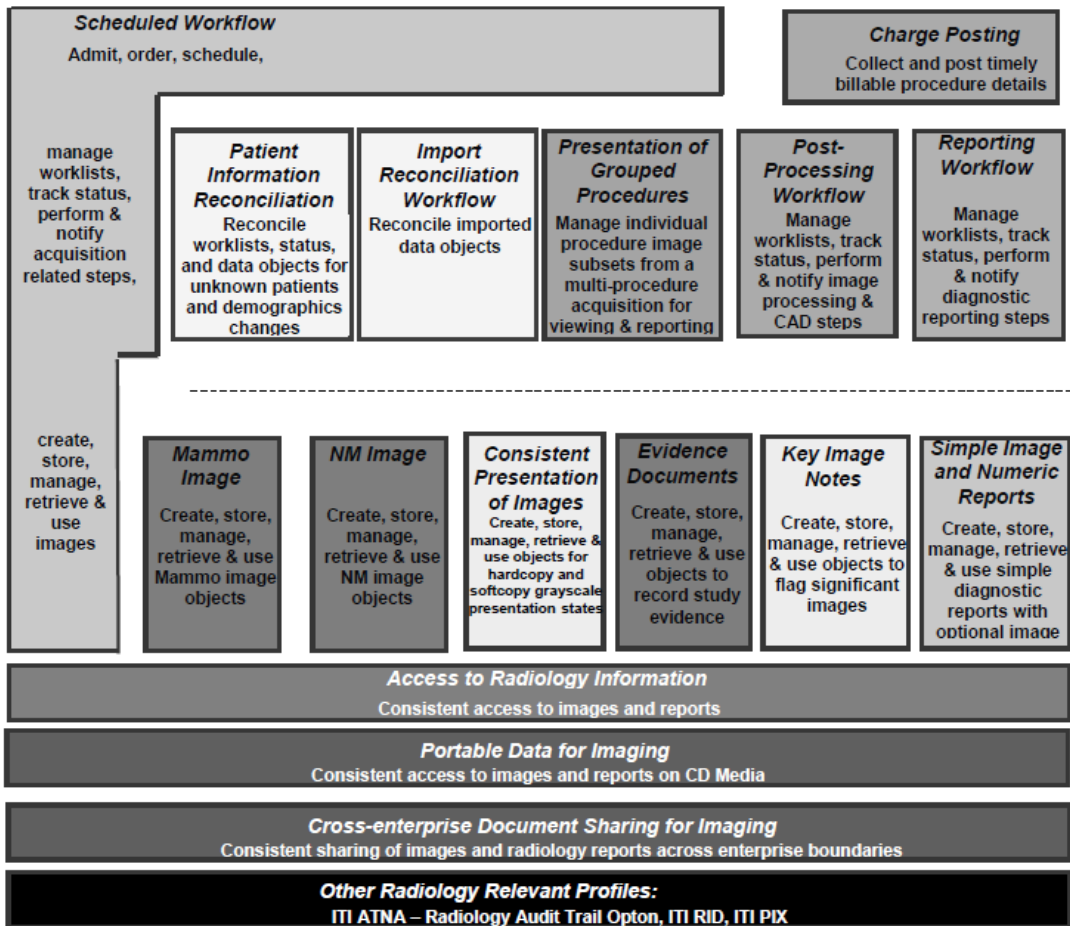 Scheduled Workflow
Admit, order, schedule,
Charge Posting
Collect and post timely
billable procedure details
manage
worklists,
track status,
perform &
notify
acquisition
related steps,
Patient
Information
Reconciliation
Reconcile
worklists, status,
and data objects for
unknown patients
and demographics
changes
Import
Reconciliation
Workflow
Reconcile imported
data objects
Presentation of
Grouped
Procedures
Manage individual
procedure image
subsets from a
multi-procedure
acquisition for
viewing & reporting
Post-
Processing
Workflow
Manage
worklists, track
status, perform
& notify image
processing &
CAD steps
Reporting
Workflow
Manage
worklists, track
status, perform
& notify
diagnostic
reporting steps
create,
store,
manage,
retrieve &
use
images
Mammo
Image
Create, store,
manage,
retrieve & use
Mammo image
objects
NM Image
Create, store,
manage,
retrieve & use
NM image
objects
Consistent
Presentation
of Images
Create, store,
manage, retrieve &
use objects for
hardcopy and
softcopy grayscale
presentation states
Evidence
Documents
Create, store,
manage,
retrieve & use
objects to
record study
evidence
Key Image
Notes
Create, store,
manage, retrieve
& use objects to
flag significant
images
Simple Image
and Numeric
Reports
Create, store,
manage, retrieve
& use simple
diagnostic
reports with
optional image
Access to Radiology Information
Consistent access to images and reports
Portable Data for Imaging
Consistent access to images and reports on CD Media
Cross-enterprise Document Sharing for Imaging
Consistent sharing of images and radiology reports across enterprise boundaries
Other Radiology Relevant Profiles:
ITI ATNA – Radiology Audit Trail Opton, ITI RID, ITI PIX